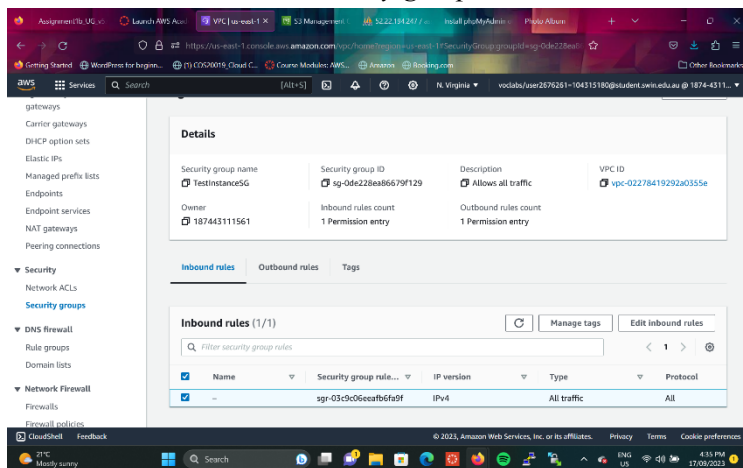 Assignment1b_UG
Launch AWS Acad
VPC | us-east-1
S3 Management
52.22.194.247 /
Install phpMyAdmin
Photo Album
https://us-east-1.console.aws.amazon.com/vpc/home?region=us-east-1#SecurityGroup:groupId=sg-0de228ea8
Getting Started
WordPress for beginn...
(1) COS20019_Cloud C...
Course Modules: AWS...
Amazon
Booking.com
Other Bookmarks
aws
Services
Search
[Alt+S]
N. Virginia
voclabs/user2676261=104315180@student.swin.edu.au @ 1874-4311...
gateways
Carrier gateways
DHCP option sets
Elastic IPs
Managed prefix lists
Endpoints
Endpoint services
NAT gateways
Peering connections
Security
Network ACLs
Security groups
DNS firewall
Rule groups
Domain lists
Network Firewall
Firewalls
Firewall policies
Details
Security group name
TestInstanceSG
Security group ID
sg-0de228ea86679f129
Description
Allows all traffic
VPC ID
vpc-02278419292a0355e
Owner
187443111561
Inbound rules count
1 Permission entry
Outbound rules count
1 Permission entry
Inbound rules
Outbound rules
Tags
Inbound rules (1/1)
Manage tags
Edit inbound rules
Filter security group rules
1
Name
Security group rule...
IP version
Type
Protocol
–
sgr-03c9c06eeafb6fa9f
IPv4
All traffic
All
CloudShell
Feedback
© 2023, Amazon Web Services, Inc. or its affiliates.
Privacy
Terms
Cookie preferences
21°C
Mostly sunny
Search
ENG
UG
4:35 PM
17/09/2023